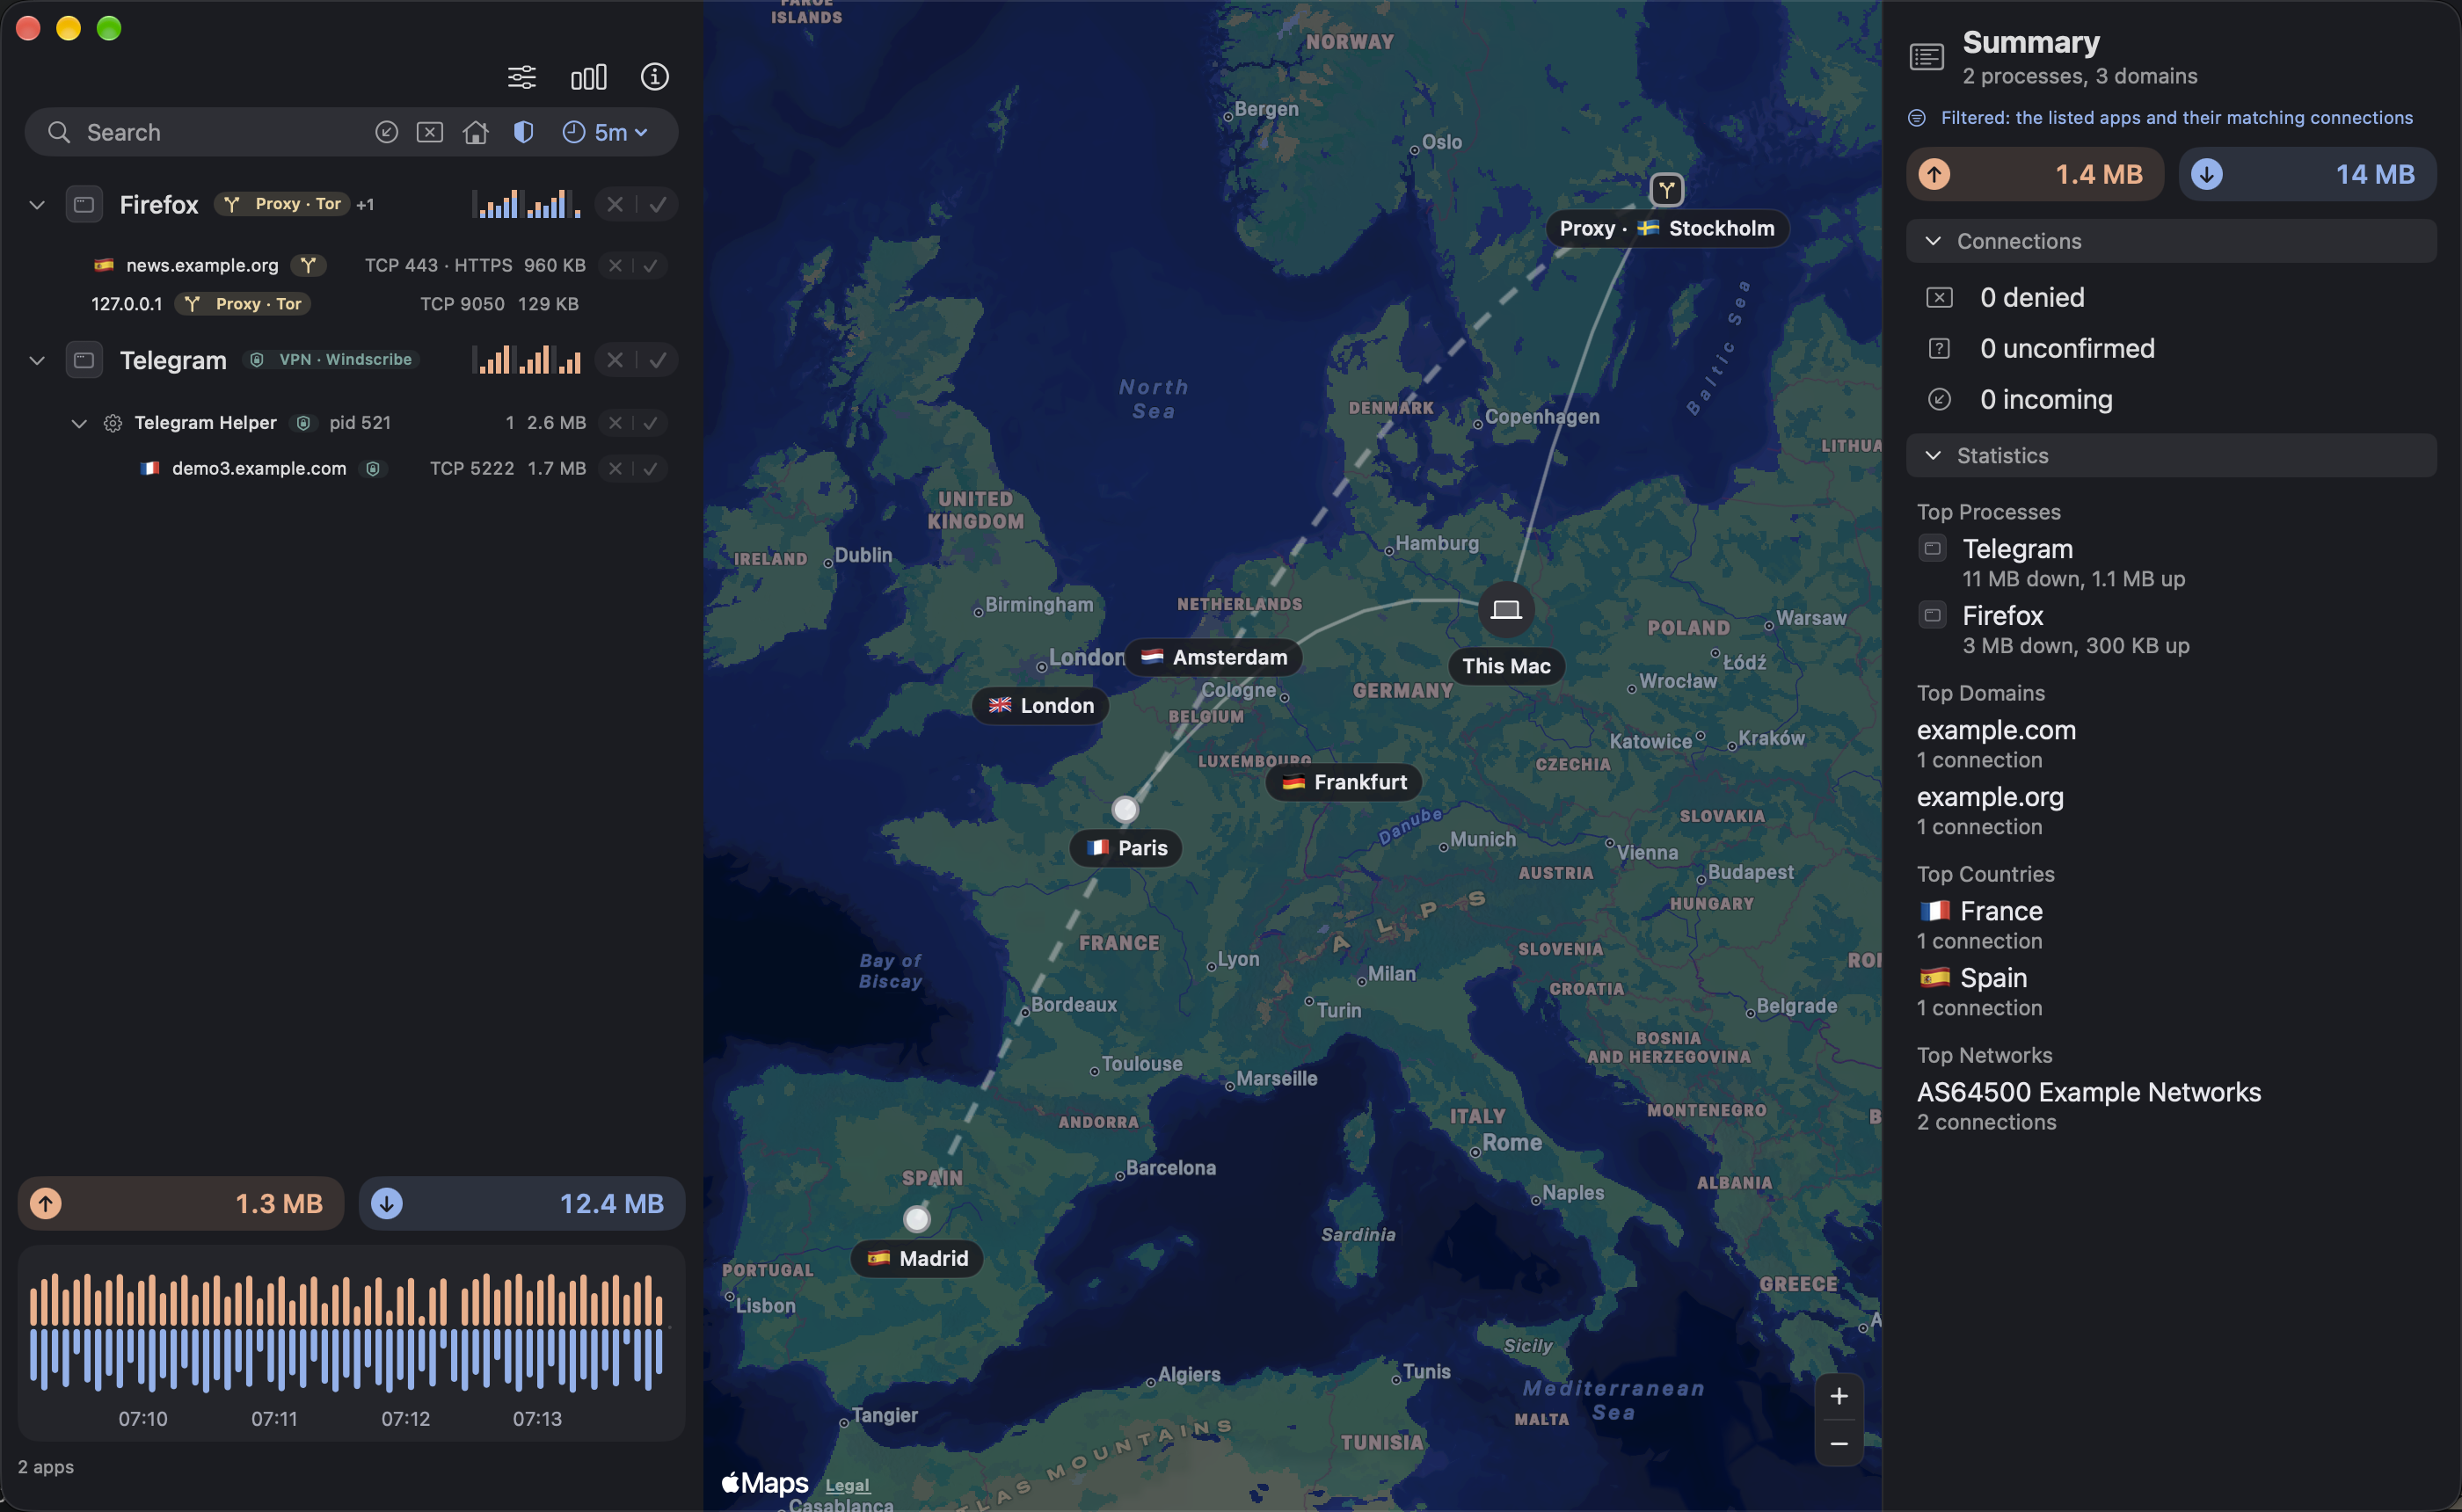 Search
5m
Firefox
Proxy · Tor
+1
news.example.org
TCP 443 · HTTPS 960 KB
127.0.0.1
Proxy · Tor
TCP 9050 129 KB
Telegram
VPN · Windscribe
Telegram Helper
pid 521
1 2.6 MB
demo3.example.com
TCP 5222 1.7 MB
1.3 MB
12.4 MB
07:10
07:11
07:12
07:13
2 apps
ISLANDS
NORWAY
Bergen
Oslo
Proxy · Stockholm
North
Sea
Baltic Sea
DENMARK
Copenhagen
LITHUA
UNITED
KINGDOM
IRELAND
Dublin
Hamburg
Birmingham
NETHERLANDS
Warsaw
POLAND
London
Amsterdam
This Mac
Łódź
Cologne
GERMANY
Wrocław
London
BELGIUM
Katowice
Kraków
LUXEMBOURG
CZECHIA
Frankfurt
SLOVAKIA
Danube
Munich
Paris
Vienna
AUSTRIA
Budapest
HUNGARY
ALPS
FRANCE
SLOVENIA
Bay of
Biscay
Lyon
Milan
ROM
CROATIA
Bordeaux
Turin
Belgrade
BOSNIA
AND HERZEGOVINA
Toulouse
Marseille
ANDORRA
ITALY
MONTENEGRO
B
Rome
Barcelona
SPAIN
ALBANIA
Naples
Sardinia
Madrid
PORTUGAL
GREECE
Lisbon
A
Sicily
Algiers
Tunis
Mediterranean
Sea
Tangier
MALTA
TUNISIA
ATLAS MOUNTAINS
Maps
Legal
Casablanca
Summary
2 processes, 3 domains
Filtered: the listed apps and their matching connections
1.4 MB
14 MB
Connections
0 denied
0 unconfirmed
0 incoming
Statistics
Top Processes
Telegram
11 MB down, 1.1 MB up
Firefox
3 MB down, 300 KB up
Top Domains
example.com
1 connection
example.org
1 connection
Top Countries
France
1 connection
Spain
1 connection
Top Networks
AS64500 Example Networks
2 connections